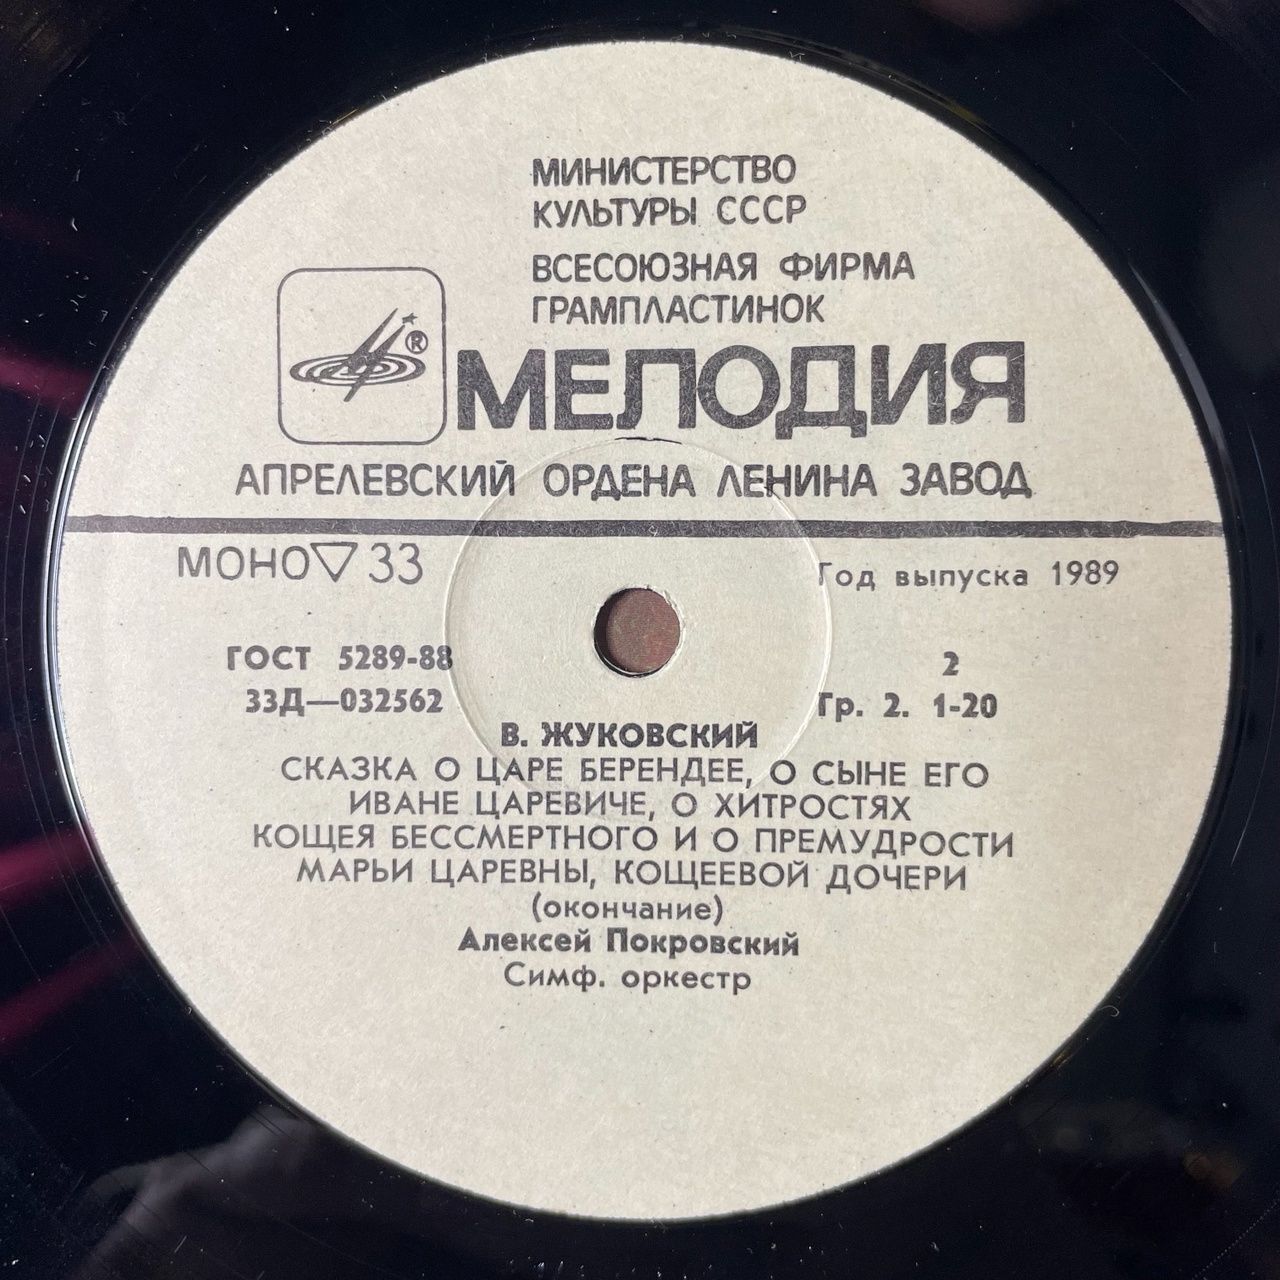 МИНИСТЕРСТВО
КУЛЬТУРЫ СССР
ВСЕСОЮЗНАЯ ФИРМА
ГРАМПЛАСТИНОК
®
МЕЛОДИЯ
АПРЕЛЕВСКИЙ ОРДЕНА ЛЕНИНА ЗАВОД
МОНО ▽ 33
Год выпуска 1989
ГОСТ 5289-88
2
33Д—032562
Гр. 2. 1-20
В. ЖУКОВСКИЙ
СКАЗКА О ЦАРЕ БЕРЕНДЕЕ, О СЫНЕ ЕГО
ИВАНЕ ЦАРЕВИЧЕ, О ХИТРОСТЯХ
КОЩЕЯ БЕССМЕРТНОГО И О ПРЕМУДРОСТИ
МАРЬИ ЦАРЕВНЫ, КОЩЕЕВОЙ ДОЧЕРИ
(окончание)
Алексей Покровский
Симф. оркестр